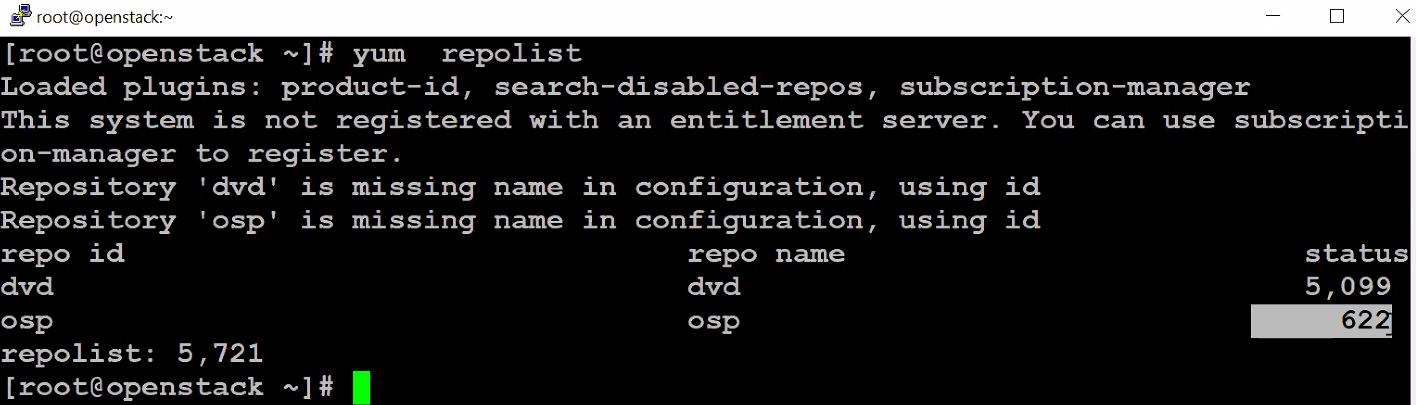 root@openstack:~
[root@openstack ~]# yum  repolist
Loaded plugins: product-id, search-disabled-repos, subscription-manager
This system is not registered with an entitlement server. You can use subscripti
on-manager to register.
Repository 'dvd' is missing name in configuration, using id
Repository 'osp' is missing name in configuration, using id
repo id repo name status
dvd dvd 5,099
osp osp 622
repolist: 5,721
[root@openstack ~]#